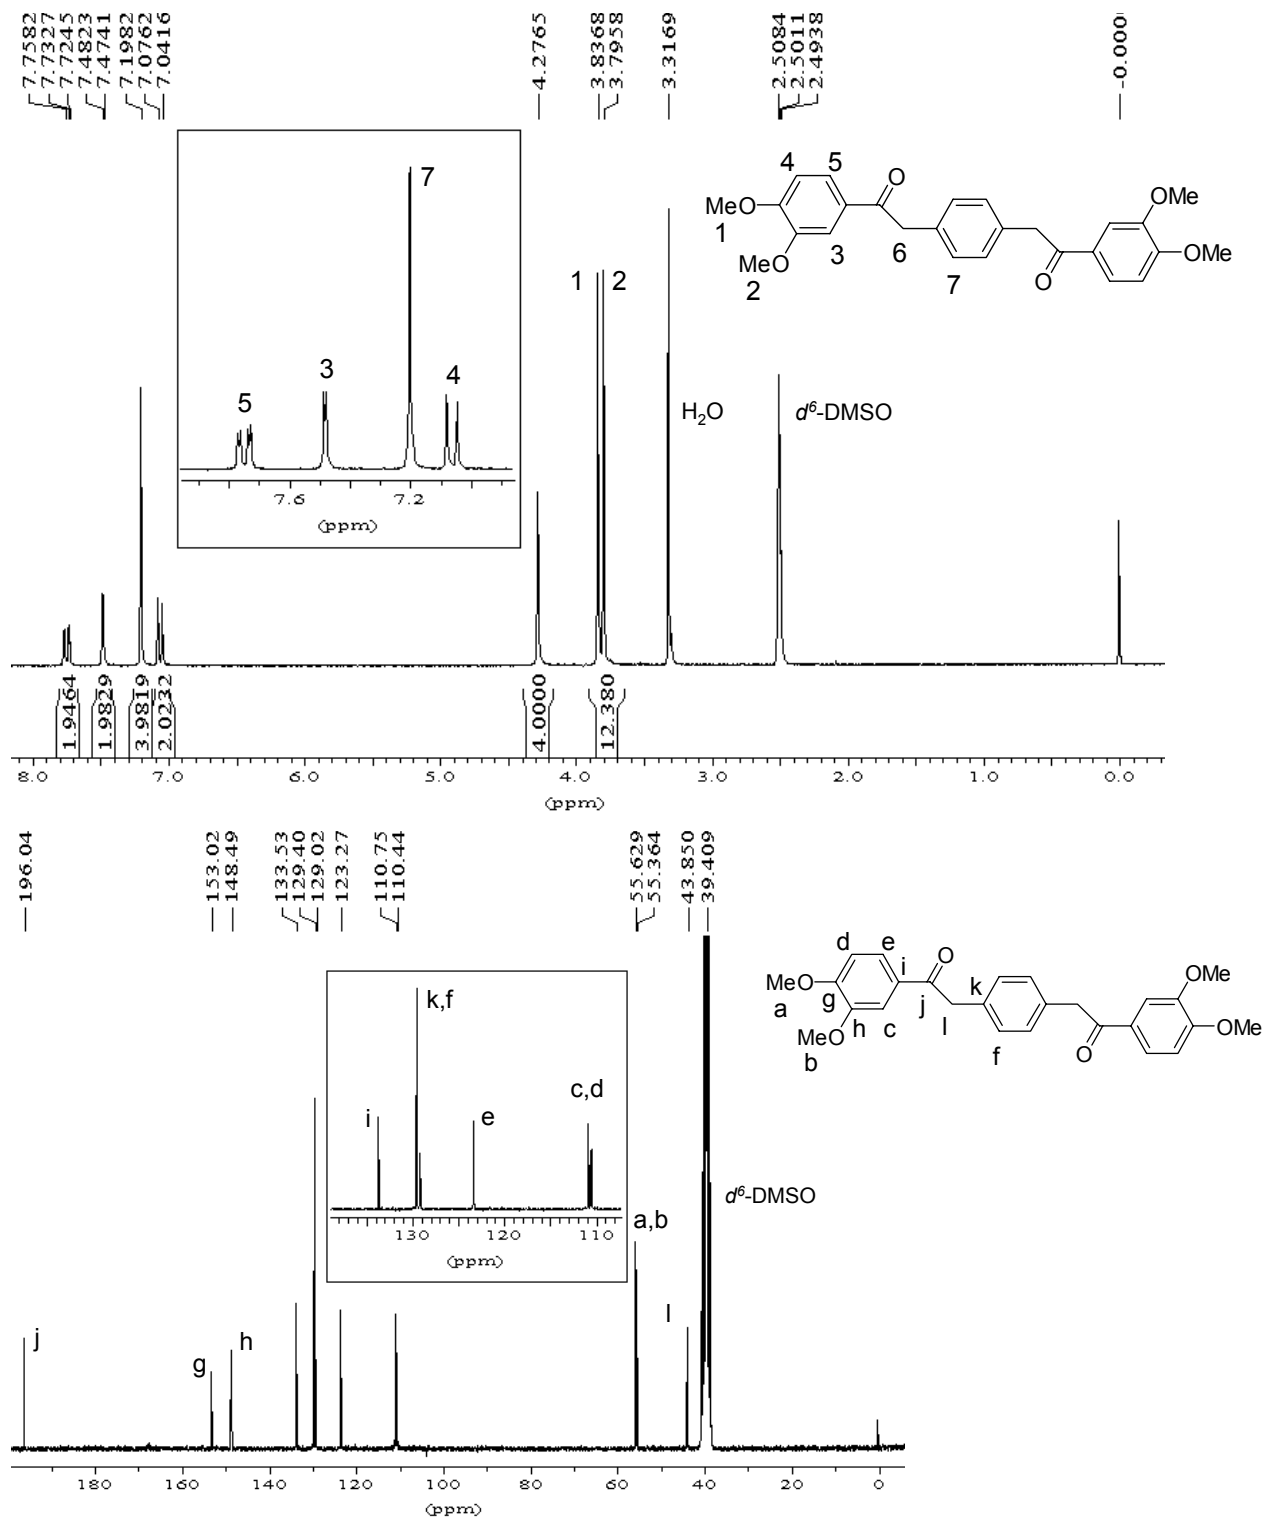 7.7582
7.7327
7.7245
7.4823
7.4741
7.1982
7.0762
7.0416
4.2765
3.8368
3.7958
3.3169
2.5084
2.5011
2.4938
-0.000
7
3
5
4
7.6 7.2
(ppm)
4 5
O
MeO
1
MeO
2
3
6
7
O
OMe
OMe
1 2
H2O
d6-DMSO
1.9464
1.9829
3.9819
2.0232
4.0000
12.380
8.0 7.0 6.0 5.0 4.0 3.0 2.0 1.0 0.0
(ppm)
196.04
153.02
148.49
133.53
129.40
129.02
123.27
110.75
110.44
55.629
55.364
43.850
39.409
k,f
i
e
c,d
130 120 110
(ppm)
d e
i
O
MeO
a
g
j
k
h
MeO
b
c
l
f
O
OMe
OMe
d6-DMSO
a,b
l
j
g
h
180 160 140 120 100 80 60 40 20 0
(ppm)